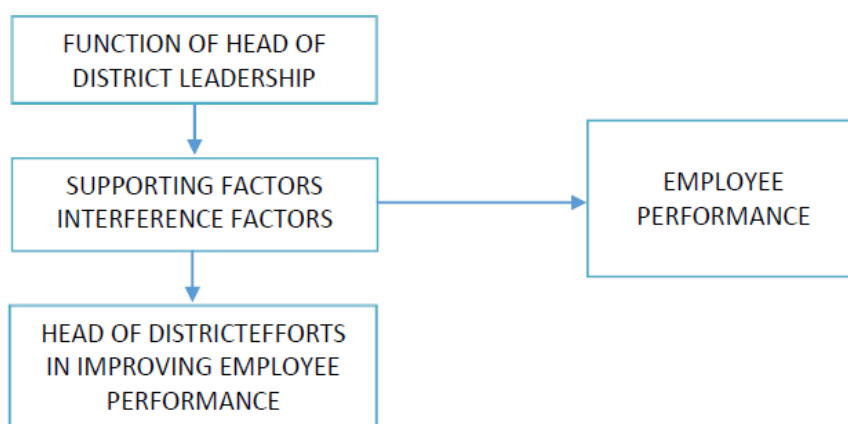 FUNCTION OF HEAD OF
DISTRICT LEADERSHIP
SUPPORTING FACTORS
INTERFERENCE FACTORS
EMPLOYEE
PERFORMANCE
HEAD OF DISTRICTEFFORTS
IN IMPROVING EMPLOYEE
PERFORMANCE